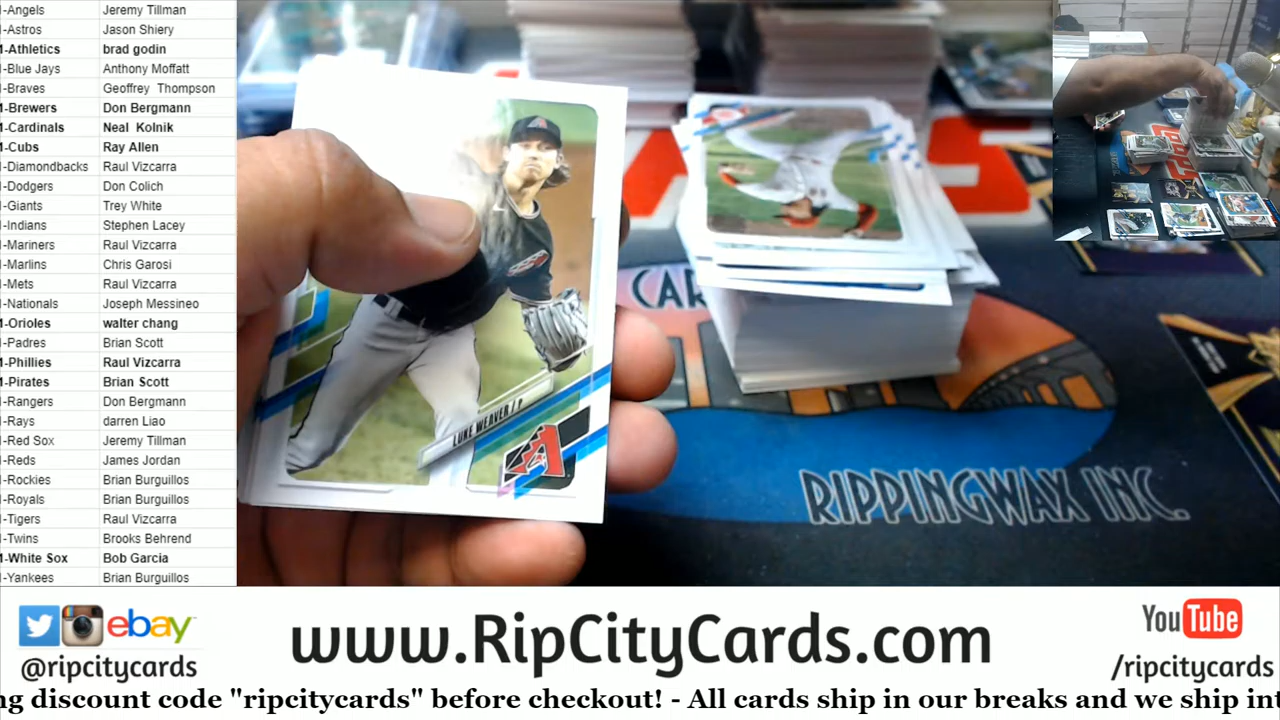 -Angels Jeremy Tillman
-Astros Jason Shiery
-Athletics brad godin
-Blue Jays Anthony Moffatt
-Braves Geoffrey Thompson
-Brewers Don Bergmann
-Cardinals Neal Kolnik
-Cubs Ray Allen
-Diamondbacks Raul Vizcarra
-Dodgers Don Colich
-Giants Trey White
-Indians Stephen Lacey
-Mariners Raul Vizcarra
-Marlins Chris Garosi
-Mets Raul Vizcarra
-Nationals Joseph Messineo
-Orioles walter chang
-Padres Brian Scott
-Phillies Raul Vizcarra
-Pirates Brian Scott
-Rangers Don Bergmann
-Rays darren Liao
-Red Sox Jeremy Tillman
-Reds James Jordan
-Rockies Brian Burguillos
-Royals Brian Burguillos
-Tigers Raul Vizcarra
-Twins Brooks Behrend
-White Sox Bob Garcia
-Yankees Brian Burguillos
LUKE WEAVER / P
CAR
RIPPINGWAX INC.
ebay
@ripcitycards
www.RipCityCards.com
YouTube
/ripcitycards
ng discount code "ripcitycards" before checkout! - All cards ship in our breaks and we ship int